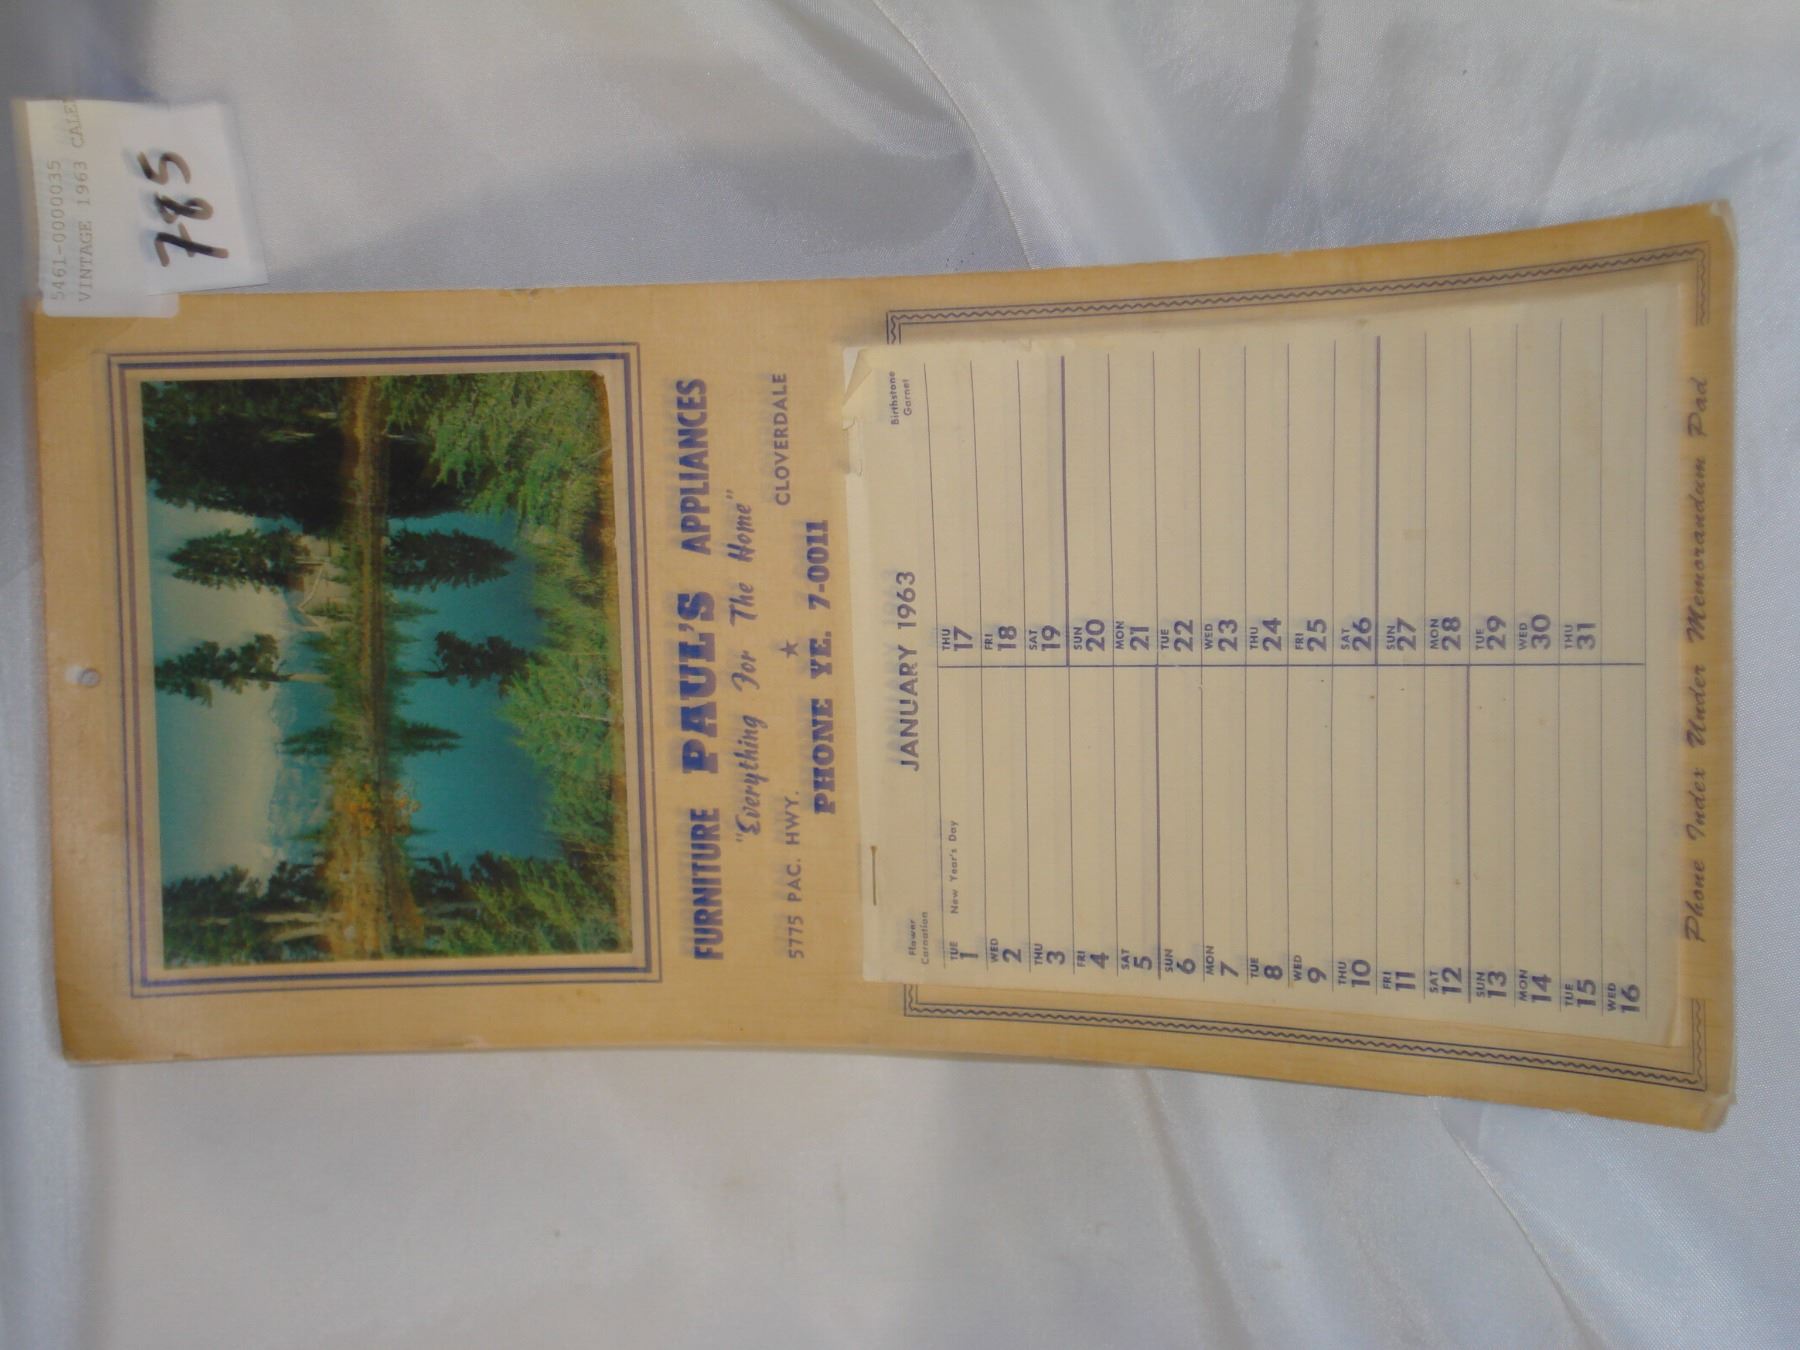 5461-0000035
VINTAGE 1963
785
FURNITURE PAUL'S APPLIANCES
"Everything For The Home"
5775 PAC. HWY. ★ CLOVERDALE
PHONE YE. 7-0011
Flower
Carnation
JANUARY 1963
Birthstone
Garnet
TUE 1 New Year's Day
WED 2
THU 3
FRI 4
SAT 5
SUN 6
MON 7
TUE 8
WED 9
THU 10
FRI 11
SAT 12
SUN 13
MON 14
TUE 15
WED 16
THU 17
FRI 18
SAT 19
SUN 20
MON 21
TUE 22
WED 23
THU 24
FRI 25
SAT 26
SUN 27
MON 28
TUE 29
WED 30
THU 31
Phone Index Under Memorandum Pad